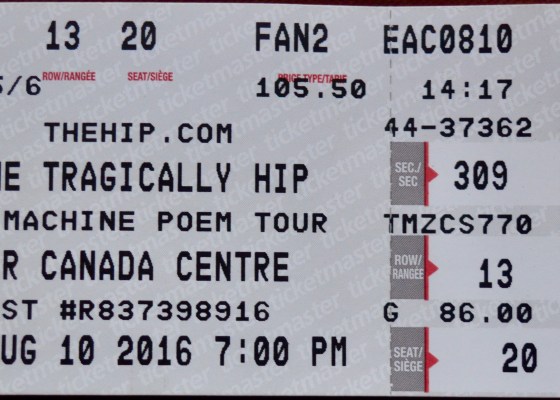 13 20 FAN2 EAC0810
ROW/RANGÉE SEAT/SIÈGE PRICE TYPE/TARIF
5/6 105.50 14:17
THEHIP.COM 44-37362
HE TRAGICALLY HIP SEC./SEC 309
MACHINE POEM TOUR TMZCS770
R CANADA CENTRE ROW/RANGÉE 13
ST #R837398916 G 86.00
UG 10 2016 7:00 PM SEAT/SIÈGE 20
ticketmaster